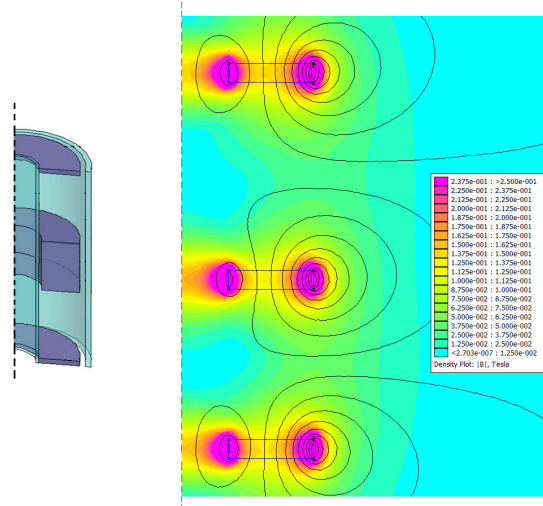 2.375e-001 : >2.500e-001
2.250e-001 : 2.375e-001
2.125e-001 : 2.250e-001
2.000e-001 : 2.125e-001
1.875e-001 : 2.000e-001
1.750e-001 : 1.875e-001
1.625e-001 : 1.750e-001
1.500e-001 : 1.625e-001
1.375e-001 : 1.500e-001
1.250e-001 : 1.375e-001
1.125e-001 : 1.250e-001
1.000e-001 : 1.125e-001
8.750e-002 : 1.000e-001
7.500e-002 : 8.750e-002
6.250e-002 : 7.500e-002
5.000e-002 : 6.250e-002
3.750e-002 : 5.000e-002
2.500e-002 : 3.750e-002
1.250e-002 : 2.500e-002
<2.703e-007 : 1.250e-002
Density Plot: |B|, Tesla